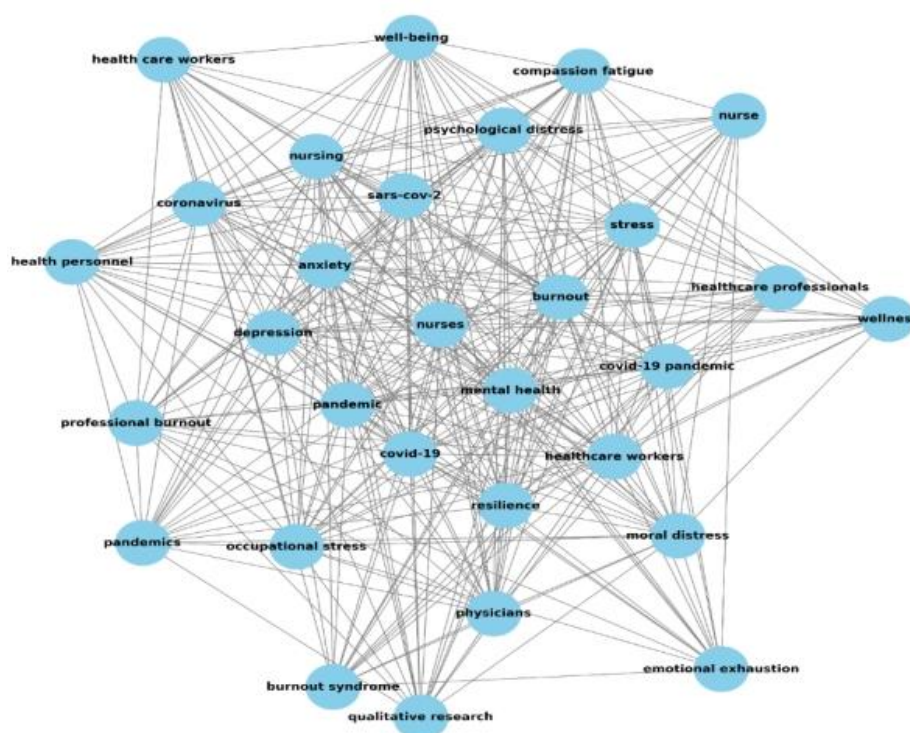 well-being
health care workers
compassion fatigue
nurse
psychological distress
nursing
sars-cov-2
coronavirus
stress
health personnel
anxiety
healthcare professionals
burnout
wellness
nurses
depression
covid-19 pandemic
mental health
pandemic
professional burnout
covid-19
healthcare workers
resilience
moral distress
pandemics
occupational stress
physicians
emotional exhaustion
burnout syndrome
qualitative research